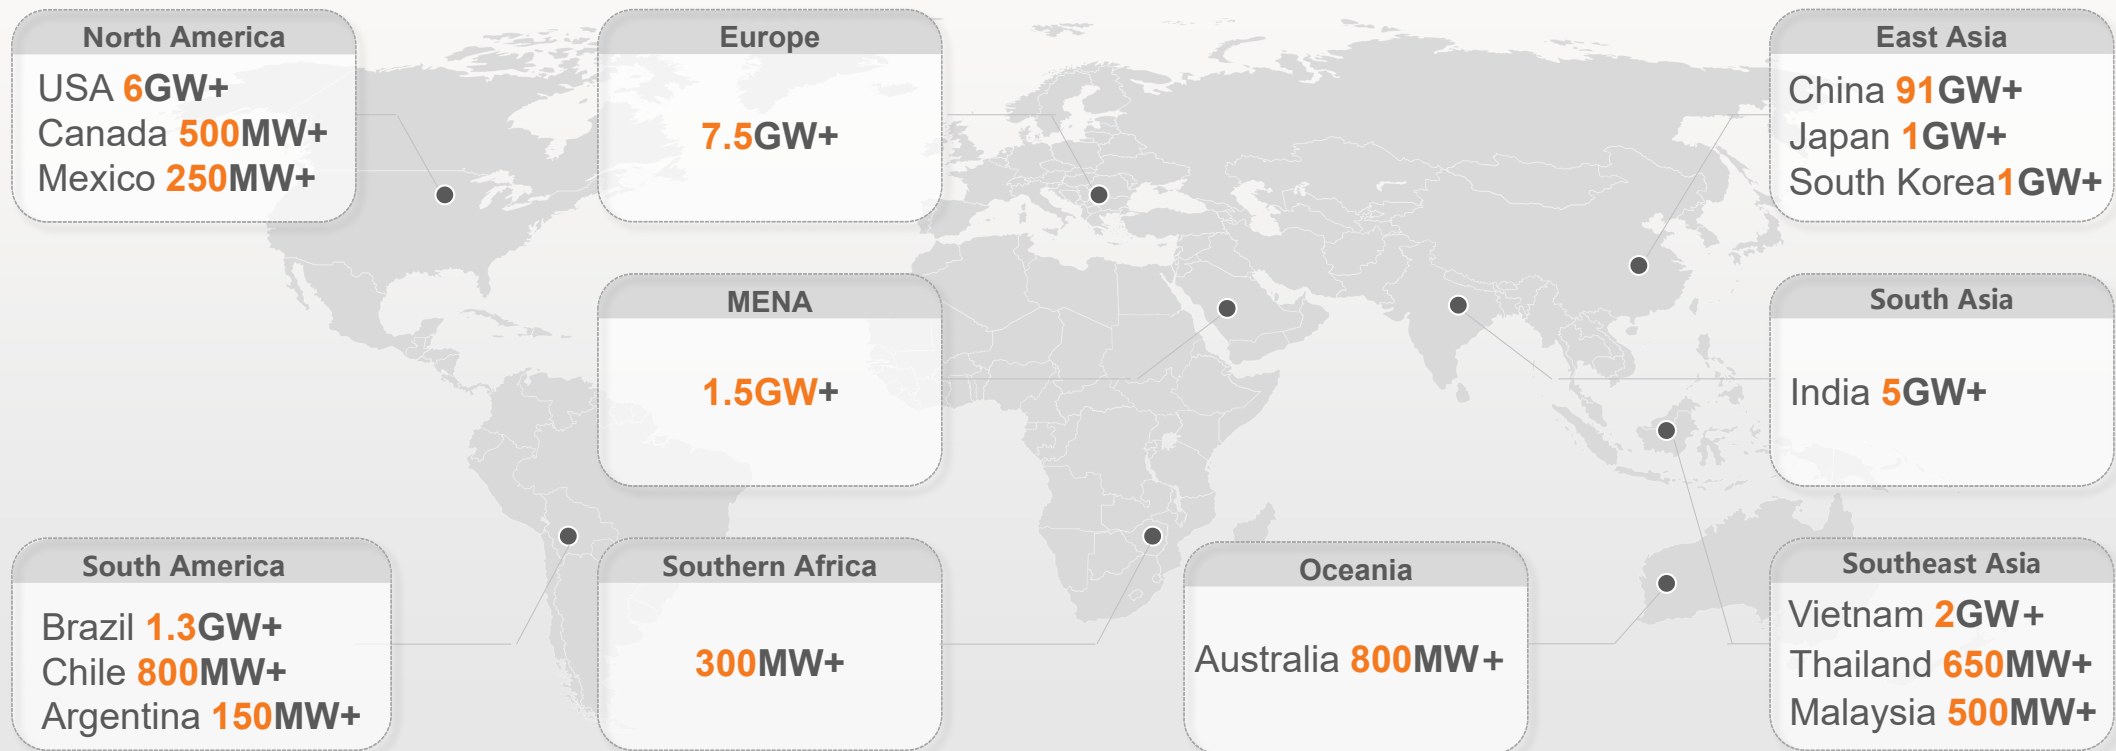 North America
USA 6GW+
Canada 500MW+
Mexico 250MW+
Europe
7.5GW+
East Asia
China 91GW+
Japan 1GW+
South Korea1GW+
MENA
1.5GW+
South Asia
India 5GW+
South America
Brazil 1.3GW+
Chile 800MW+
Argentina 150MW+
Southern Africa
300MW+
Oceania
Australia 800MW+
Southeast Asia
Vietnam 2GW+
Thailand 650MW+
Malaysia 500MW+